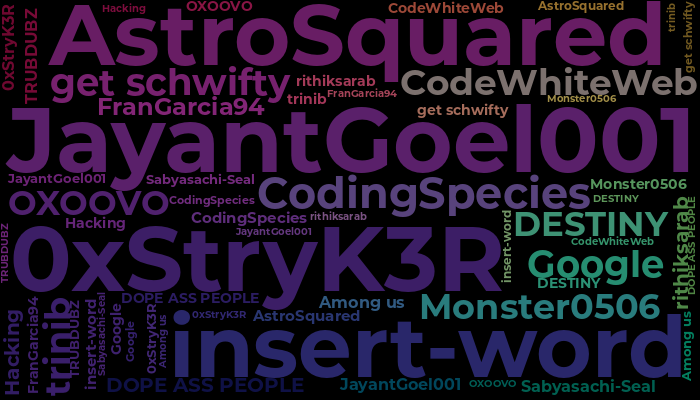 0xStryK3R
TRUBDUBZ
Hacking
OXOOVO
CodeWhiteWeb
AstroSquared
trinib
get schwifty
AstroSquared
get schwifty
rithiksarab
CodeWhiteWeb
FranGarcia94
trinib
FranGarcia94
get schwifty
Monster0506
JayantGoel001
JayantGoel001
Sabyasachi-Seal
CodingSpecies
Monster0506
OXOOVO
CodingSpecies
DESTINY
CodingSpecies
rithiksarab
Hacking
JayantGoel001
insert-word
DESTINY
CodeWhiteWeb
rithiksarab
DOPE ASS PEOPLE
TRUBDUBZ
0xStryK3R
Google
DESTINY
DOPE ASS PEOPLE
Among us
Monster0506
Hacking
FranGarcia94
trinib
TRUBDUBZ
insert-word
Sabyasachi-Seal
Google
Google
0xStryK3R
Among us
0xStryK3R
AstroSquared
insert-word
Among us
DOPE ASS PEOPLE
JayantGoel001
OXOOVO
Sabyasachi-Seal